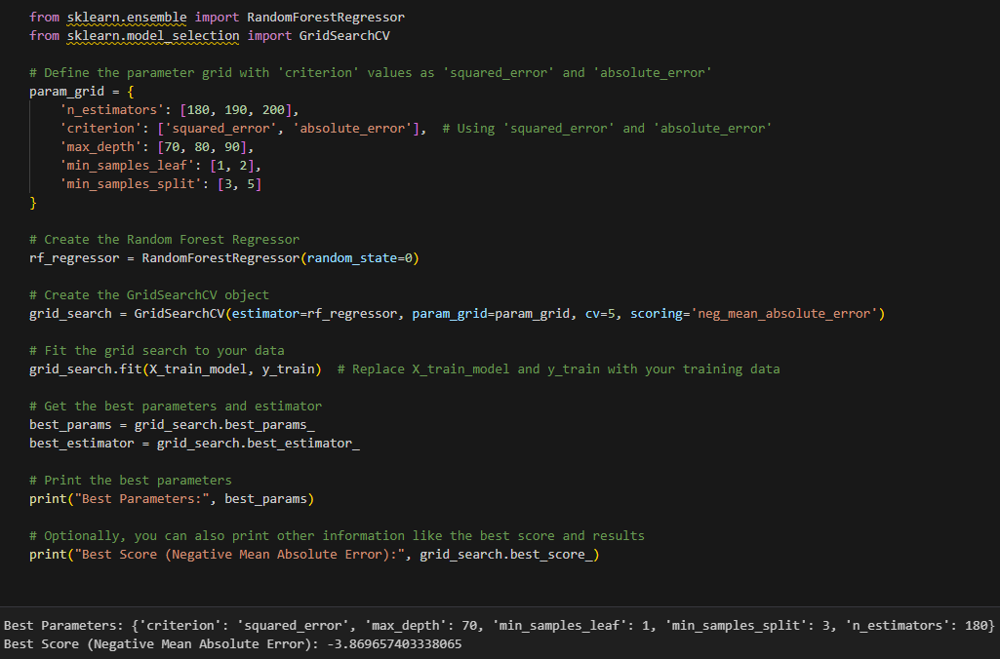 from sklearn.ensemble import RandomForestRegressor
from sklearn.model_selection import GridSearchCV
# Define the parameter grid with 'criterion' values as 'squared_error' and 'absolute_error'
param_grid = {
    'n_estimators': [180, 190, 200],
    'criterion': ['squared_error', 'absolute_error'],  # Using 'squared_error' and 'absolute_error'
    'max_depth': [70, 80, 90],
    'min_samples_leaf': [1, 2],
    'min_samples_split': [3, 5]
}
# Create the Random Forest Regressor
rf_regressor = RandomForestRegressor(random_state=0)
# Create the GridSearchCV object
grid_search = GridSearchCV(estimator=rf_regressor, param_grid=param_grid, cv=5, scoring='neg_mean_absolute_error')
# Fit the grid search to your data
grid_search.fit(X_train_model, y_train)  # Replace X_train_model and y_train with your training data
# Get the best parameters and estimator
best_params = grid_search.best_params_
best_estimator = grid_search.best_estimator_
# Print the best parameters
print("Best Parameters:", best_params)
# Optionally, you can also print other information like the best score and results
print("Best Score (Negative Mean Absolute Error):", grid_search.best_score_)
Best Parameters: {'criterion': 'squared_error', 'max_depth': 70, 'min_samples_leaf': 1, 'min_samples_split': 3, 'n_estimators': 180}
Best Score (Negative Mean Absolute Error): -3.869657403338065